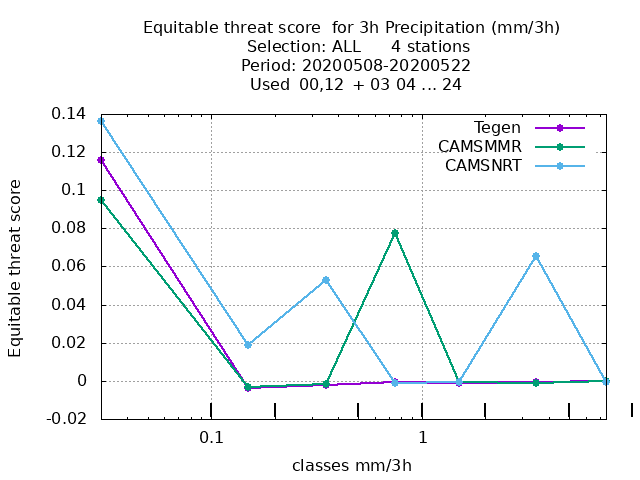 Equitable threat score  for 3h Precipitation (mm/3h)
Selection: ALL      4 stations
Period: 20200508-20200522
Used  00,12  + 03 04 ... 24
Tegen
CAMSMMR
CAMSNRT
0.14
0.12
0.1
0.08
0.06
0.04
0.02
0
-0.02
Equitable threat score
0.1
1
classes mm/3h